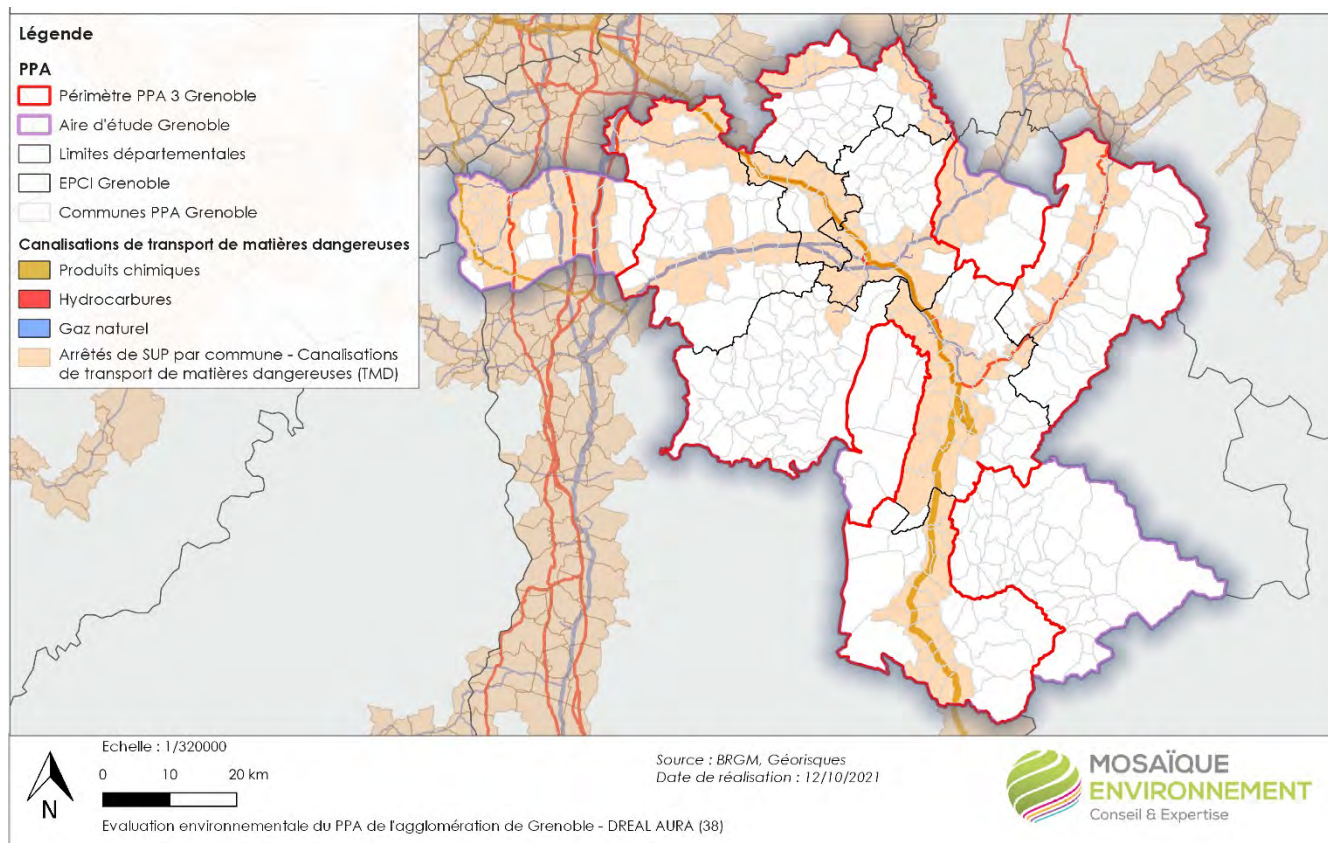 Légende
PPA
Périmètre PPA 3 Grenoble
Aire d'étude Grenoble
Limites départementales
EPCI Grenoble
Communes PPA Grenoble
Canalisations de transport de matières dangereuses
Produits chimiques
Hydrocarbures
Gaz naturel
Arrêtés de SUP par commune - Canalisations
de transport de matières dangereuses (TMD)
N
Echelle : 1/320000
0 10 20 km
Evaluation environnementale du PPA de l'agglomération de Grenoble - DREAL AURA (38)
Source : BRGM, Géorisques
Date de réalisation : 12/10/2021
MOSAÏQUE
ENVIRONNEMENT
Conseil & Expertise